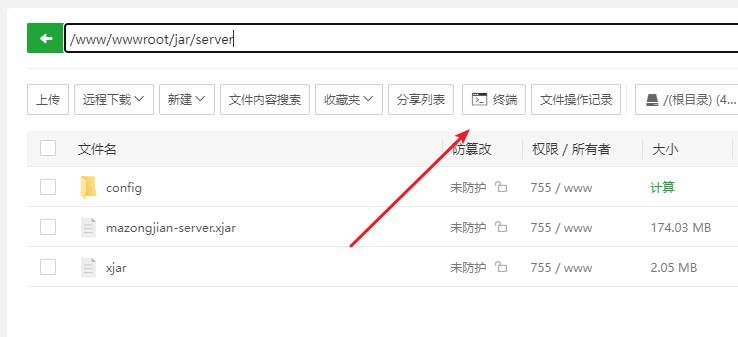 /www/wwwroot/jar/server
上传 远程下载 新建 文件内容搜索 收藏夹 分享列表 终端 文件操作记录 /(根目录) (4...
文件名 防篡改 权限 / 所有者 大小
config 未防护 755 / www 计算
mazongjian-server.xjar 未防护 755 / www 174.03 MB
xjar 未防护 755 / www 2.05 MB